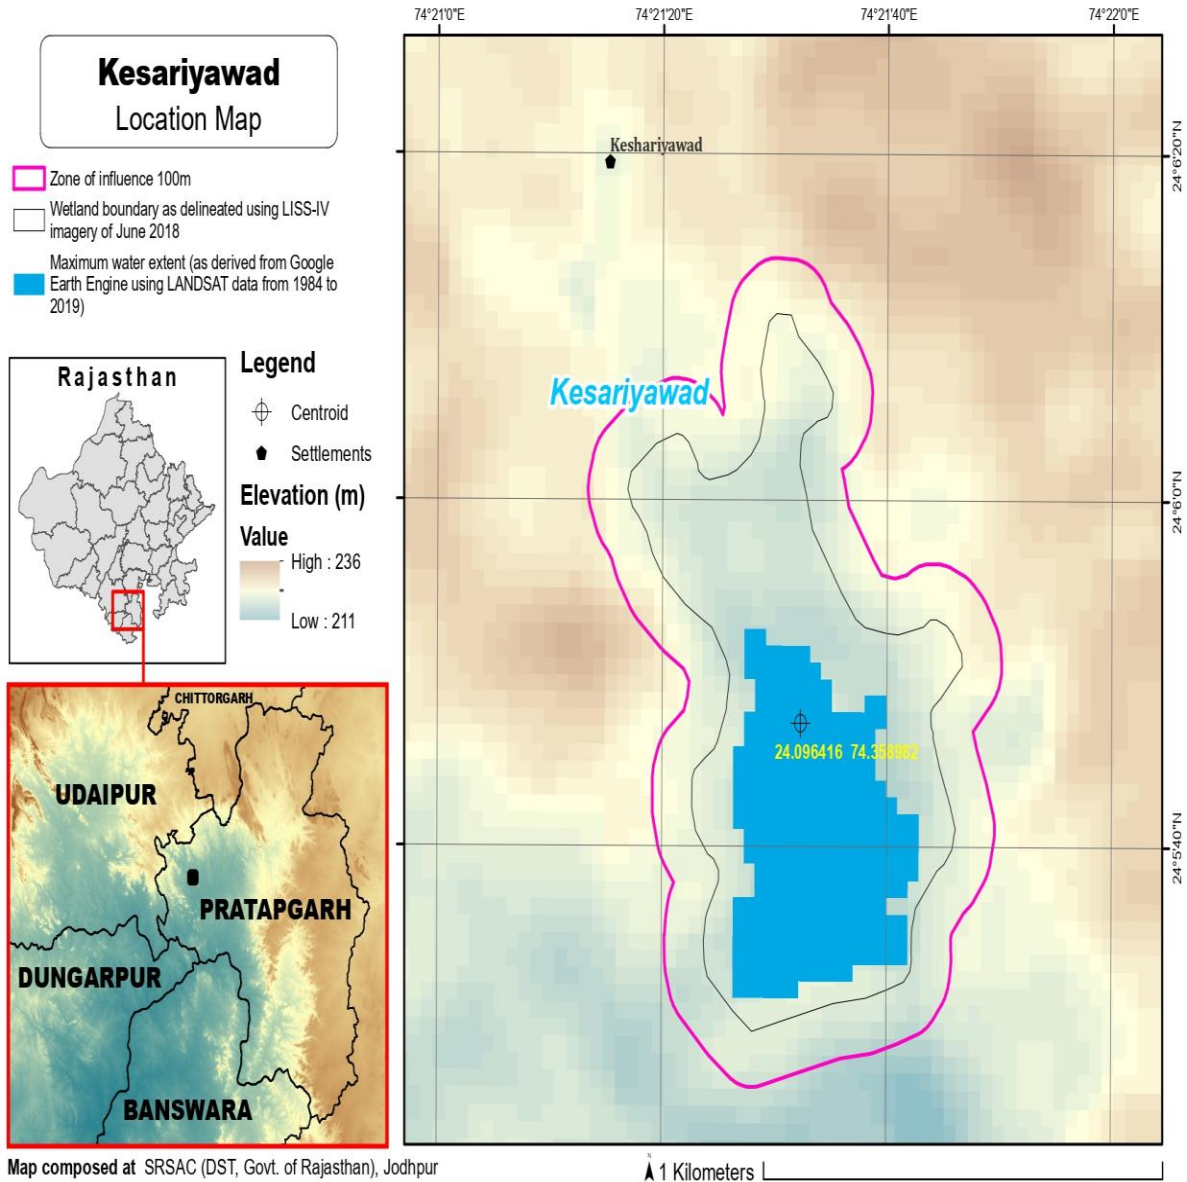 Kesariyawad
Location Map
Zone of influence 100m
Wetland boundary as delineated using LISS-IV
imagery of June 2018
Maximum water extent (as derived from Google
Earth Engine using LANDSAT data from 1984 to
2019)
Rajasthan
Legend
Centroid
Settlements
Elevation (m)
Value
High : 236
Low : 211
CHITTORGARH
UDAIPUR
PRATAPGARH
DUNGARPUR
BANSWARA
Map composed at SRSAC (DST, Govt. of Rajasthan), Jodhpur
74°21'0"E 74°21'20"E 74°21'40"E 74°22'0"E
Keshariyawad
24°6'20"N
Kesariyawad
24°6'0"N
24.096416 74.358982
24°5'40"N
N
1 Kilometers